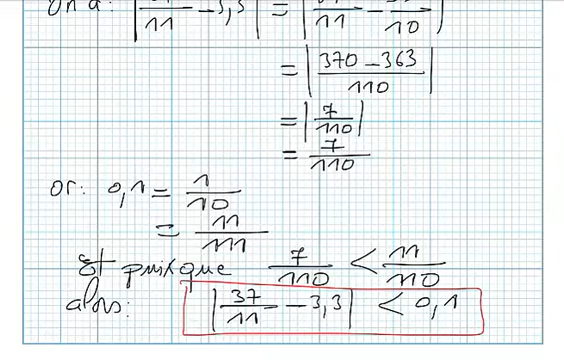 On a: |37/11 - 3,3| = |37/11 - 33/10|
= |370 - 363 / 110|
= |7/110|
= 7/110
or: 0,1 = 1/10
= 11/111
Et puisque 7/110 < 11/110
alors: |37/11 - 3,3| < 0,1